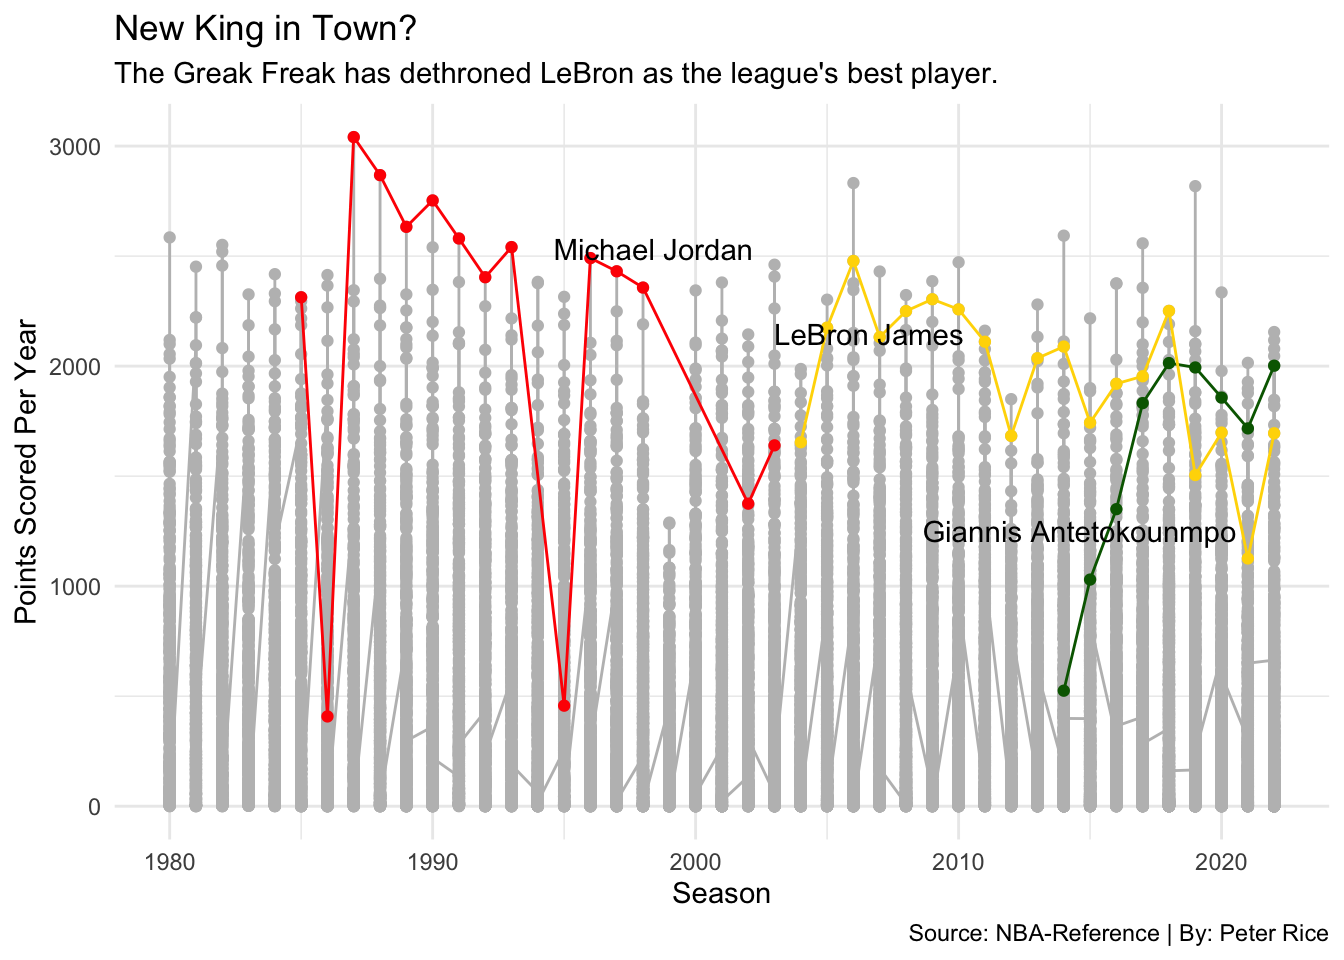 New King in Town?
The Greak Freak has dethroned LeBron as the league's best player.
3000
2000
1000
0
Points Scored Per Year
Michael Jordan
LeBron James
Giannis Antetokounmpo
1980
1990
2000
2010
2020
Season
Source: NBA-Reference | By: Peter Rice